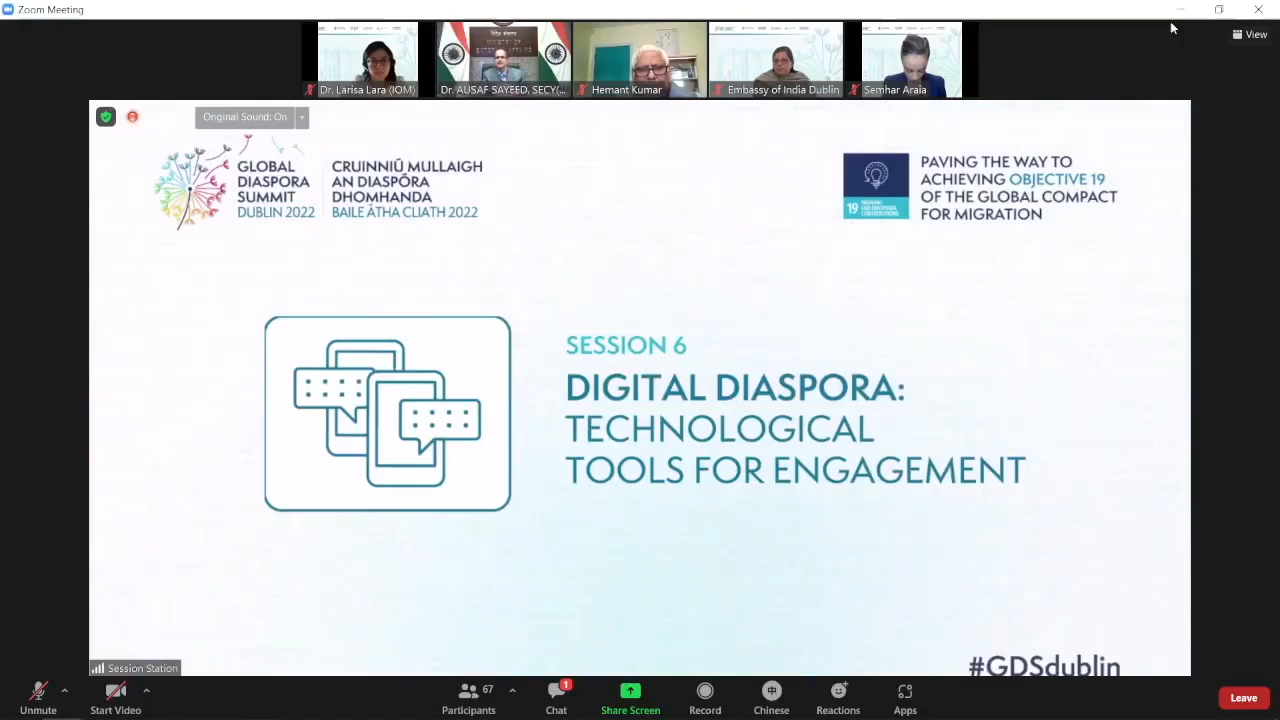 Zoom Meeting
View
Dr. Larisa Lara (IOM)
Dr. AUSAF SAYEED, SECY(...
Hemant Kumar
Embassy of India Dublin
Semhar Araia
Original Sound: On
GLOBAL
DIASPORA
SUMMIT
DUBLIN 2022
CRUINNIÚ MULLAIGH
AN DIASPÓRA
DHOMHANDA
BAILE ÁTHA CLIATH 2022
19
PAVING THE WAY TO
ACHIEVING OBJECTIVE 19
OF THE GLOBAL COMPACT
FOR MIGRATION
SESSION 6
DIGITAL DIASPORA:
TECHNOLOGICAL
TOOLS FOR ENGAGEMENT
#GDSdublin
Session Station
Unmute
Start Video
67
Participants
1
Chat
Share Screen
Record
中
Chinese
Reactions
Apps
Leave